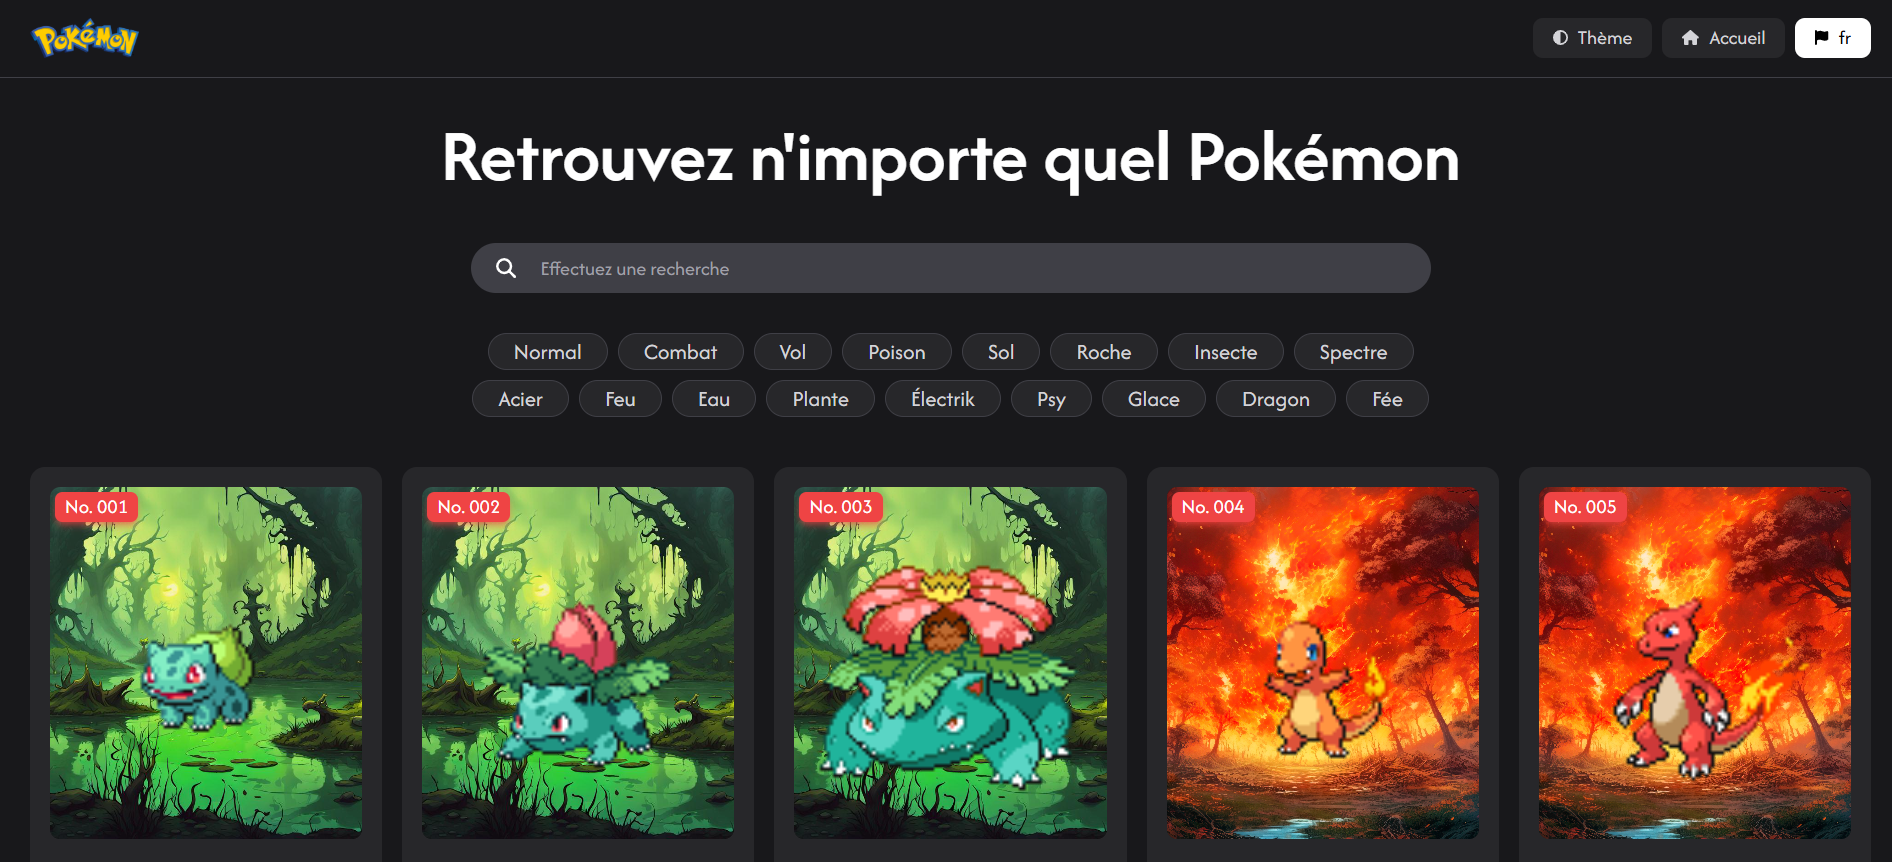 Pokémon
Thème Accueil fr
Retrouvez n'importe quel Pokémon
Effectuez une recherche
Normal Combat Vol Poison Sol Roche Insecte Spectre
Acier Feu Eau Plante Électrik Psy Glace Dragon Fée
No. 001 No. 002 No. 003 No. 004 No. 005